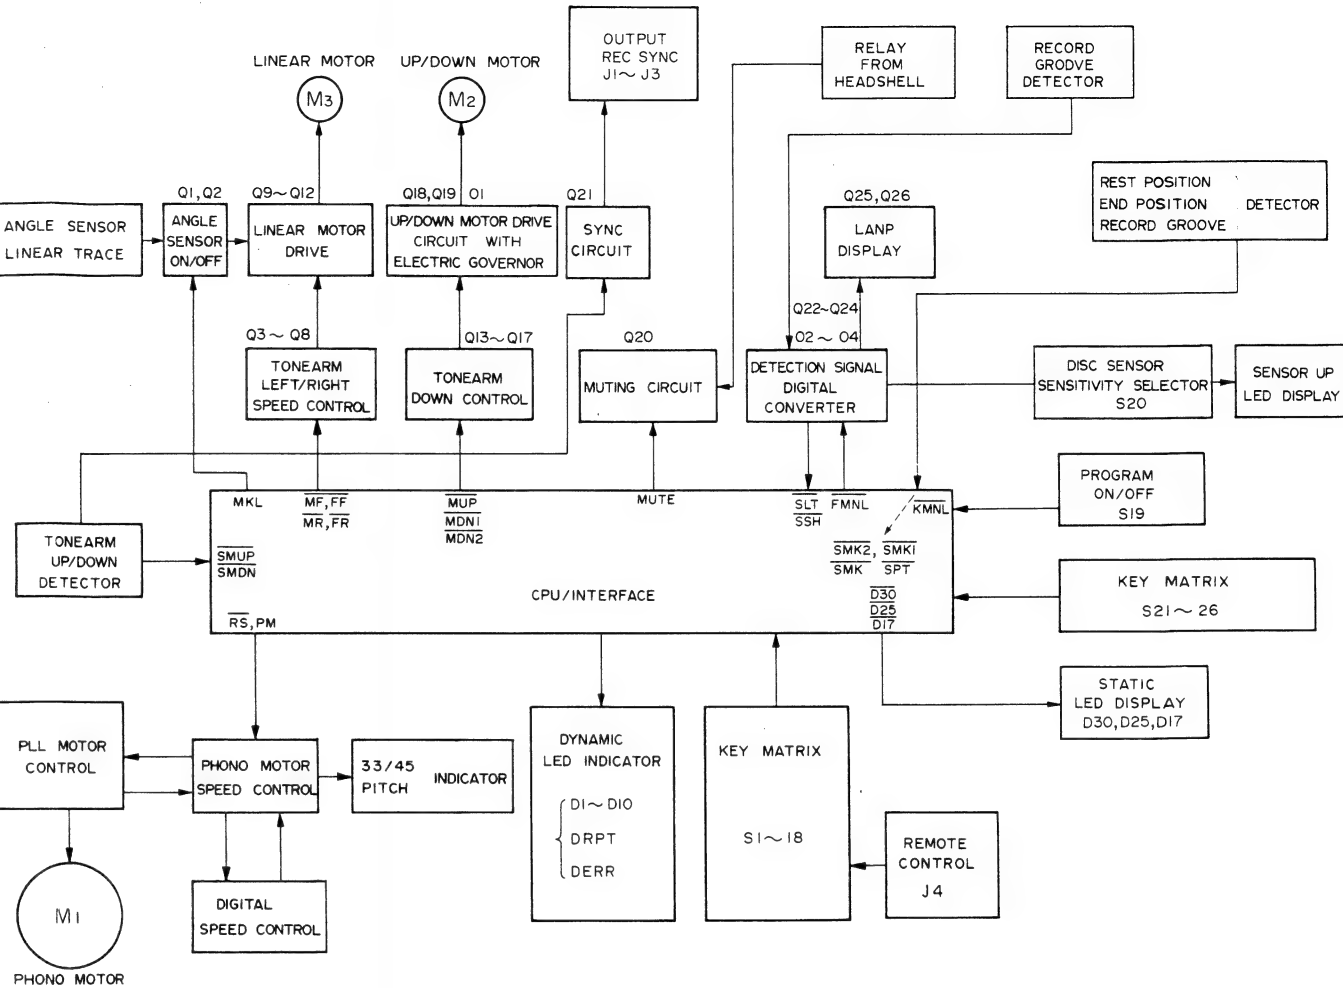 OUTPUT
REC SYNC
J1~J3
RELAY
FROM
HEADSHELL
RECORD
GRODVE
DETECTOR
LINEAR MOTOR
M3
UP/DOWN MOTOR
M2
REST POSITION
END POSITION
RECORD GROOVE
DETECTOR
ANGLE SENSOR
LINEAR TRACE
Q1,Q2
ANGLE
SENSOR
ON/OFF
Q9~Q12
LINEAR MOTOR
DRIVE
Q18,Q19 O1
UP/DOWN MOTOR DRIVE
CIRCUIT WITH
ELECTRIC GOVERNOR
Q21
SYNC
CIRCUIT
Q25,Q26
LANP
DISPLAY
Q3~Q8
TONEARM
LEFT/RIGHT
SPEED CONTROL
Q13~Q17
TONEARM
DOWN CONTROL
Q20
MUTING CIRCUIT
Q22~Q24
O2~O4
DETECTION SIGNAL
DIGITAL
CONVERTER
DISC SENSOR
SENSITIVITY SELECTOR
S20
SENSOR UP
LED DISPLAY
MKL
MF,FF
MR,FR
MUP
MDN1
MDN2
MUTE
SLT
SSH
FMNL
KMNL
PROGRAM
ON/OFF
S19
TONEARM
UP/DOWN
DETECTOR
SMUP
SMDN
SMK2, SMK1
SMK SPT
CPU/INTERFACE
D30
D25
D17
KEY MATRIX
S21~26
RS,PM
STATIC
LED DISPLAY
D30,D25,D17
PLL MOTOR
CONTROL
PHONO MOTOR
SPEED CONTROL
33/45
PITCH
INDICATOR
DYNAMIC
LED INDICATOR
D1~D10
DRPT
DERR
KEY MATRIX
S1~18
REMOTE
CONTROL
J4
M1
PHONO MOTOR
DIGITAL
SPEED CONTROL